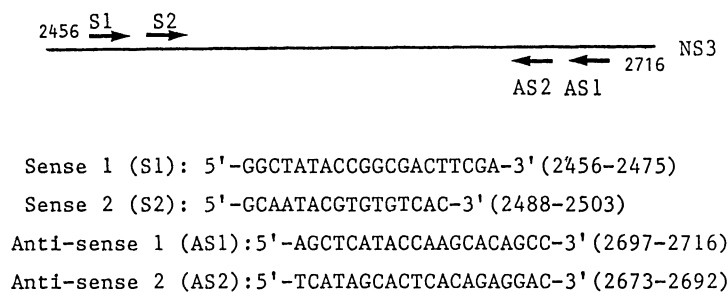 S1 S2
2456
NS3
2716
AS2 AS1
Sense 1 (S1): 5'-GGCTATACCGGCGACTTCGA-3'(2456-2475)
Sense 2 (S2): 5'-GCAATACGTGTGTCAC-3'(2488-2503)
Anti-sense 1 (AS1):5'-AGCTCATACCAAGCACAGCC-3'(2697-2716)
Anti-sense 2 (AS2):5'-TCATAGCACTCACAGAGGAC-3'(2673-2692)